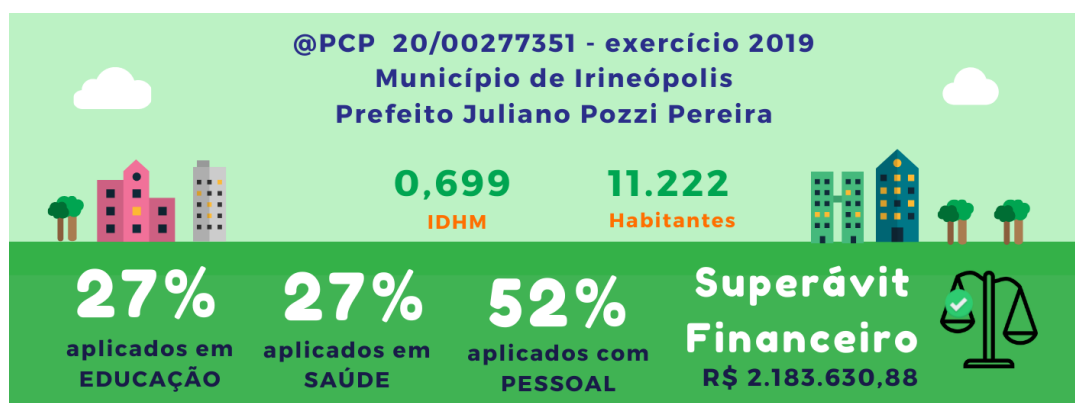 @PCP 20/00277351 - exercício 2019
Município de Irineópolis
Prefeito Juliano Pozzi Pereira
0,699
IDHM
11.222
Habitantes
27%
aplicados em
EDUCAÇÃO
27%
aplicados em
SAÚDE
52%
aplicados com
PESSOAL
Superávit
Financeiro
R$ 2.183.630,88